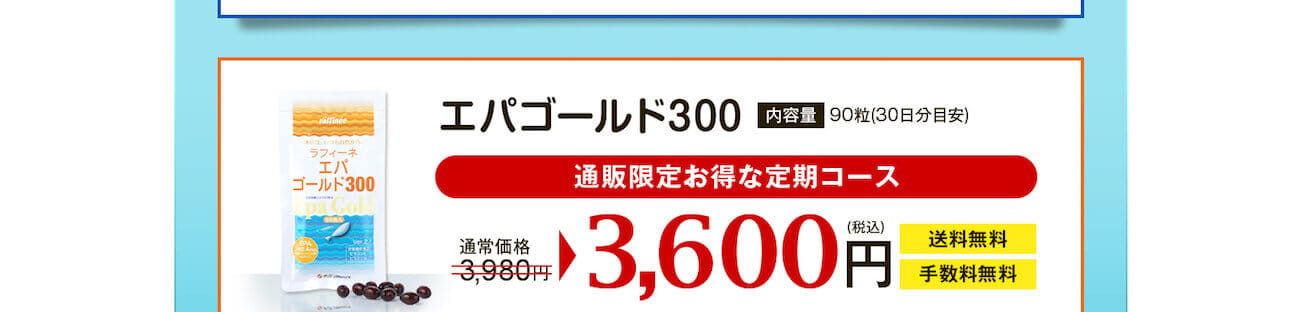 エパゴールド300 内容量 90粒(30日分目安)
通販限定お得な定期コース
通常価格
3,980円
3,600円
(税込)
送料無料
手数料無料
raffinee
ラフィーネ
エパ
ゴールド300
Epa Gold